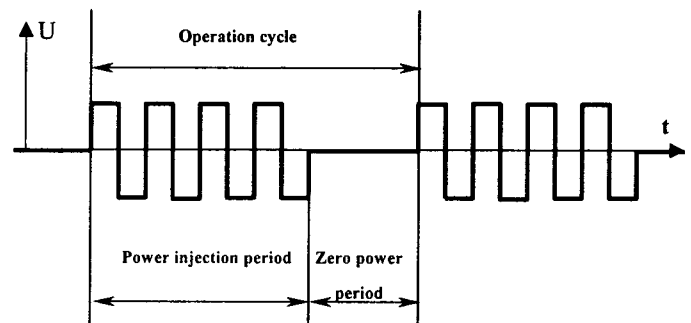 U
Operation cycle
t
Power injection period
Zero power
period